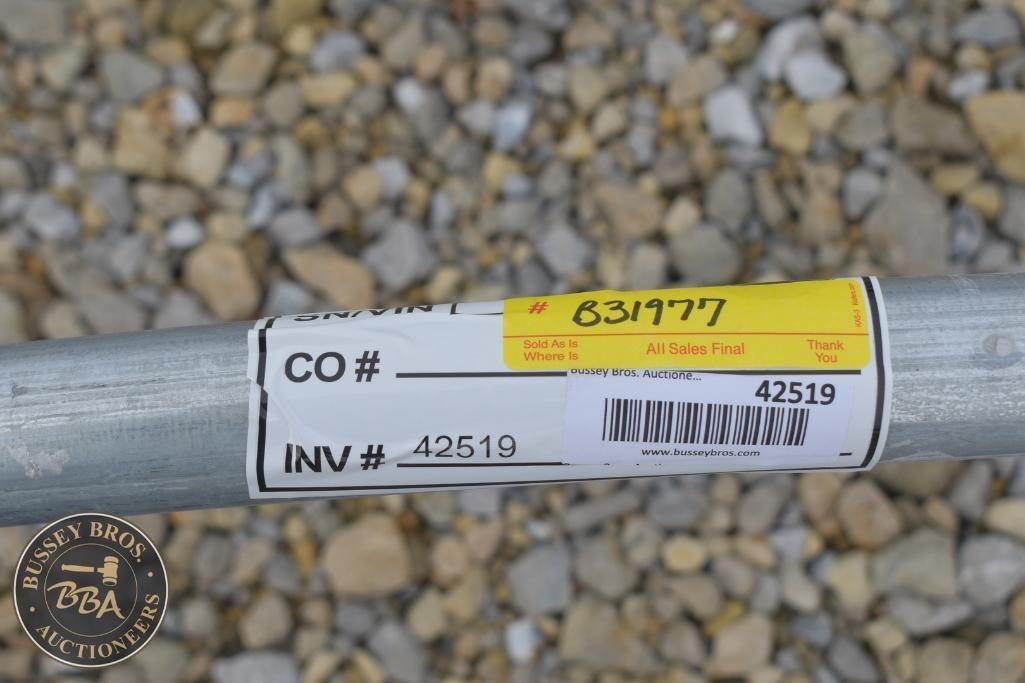 SN/VIN
# B31977
Sold As Is
Where Is
All Sales Final
Thank
You
CO #
Bussey Bros. Auctione...
42519
INV # 42519
www.busseybros.com
BUSSEY BROS.
BBA
AUCTIONEERS